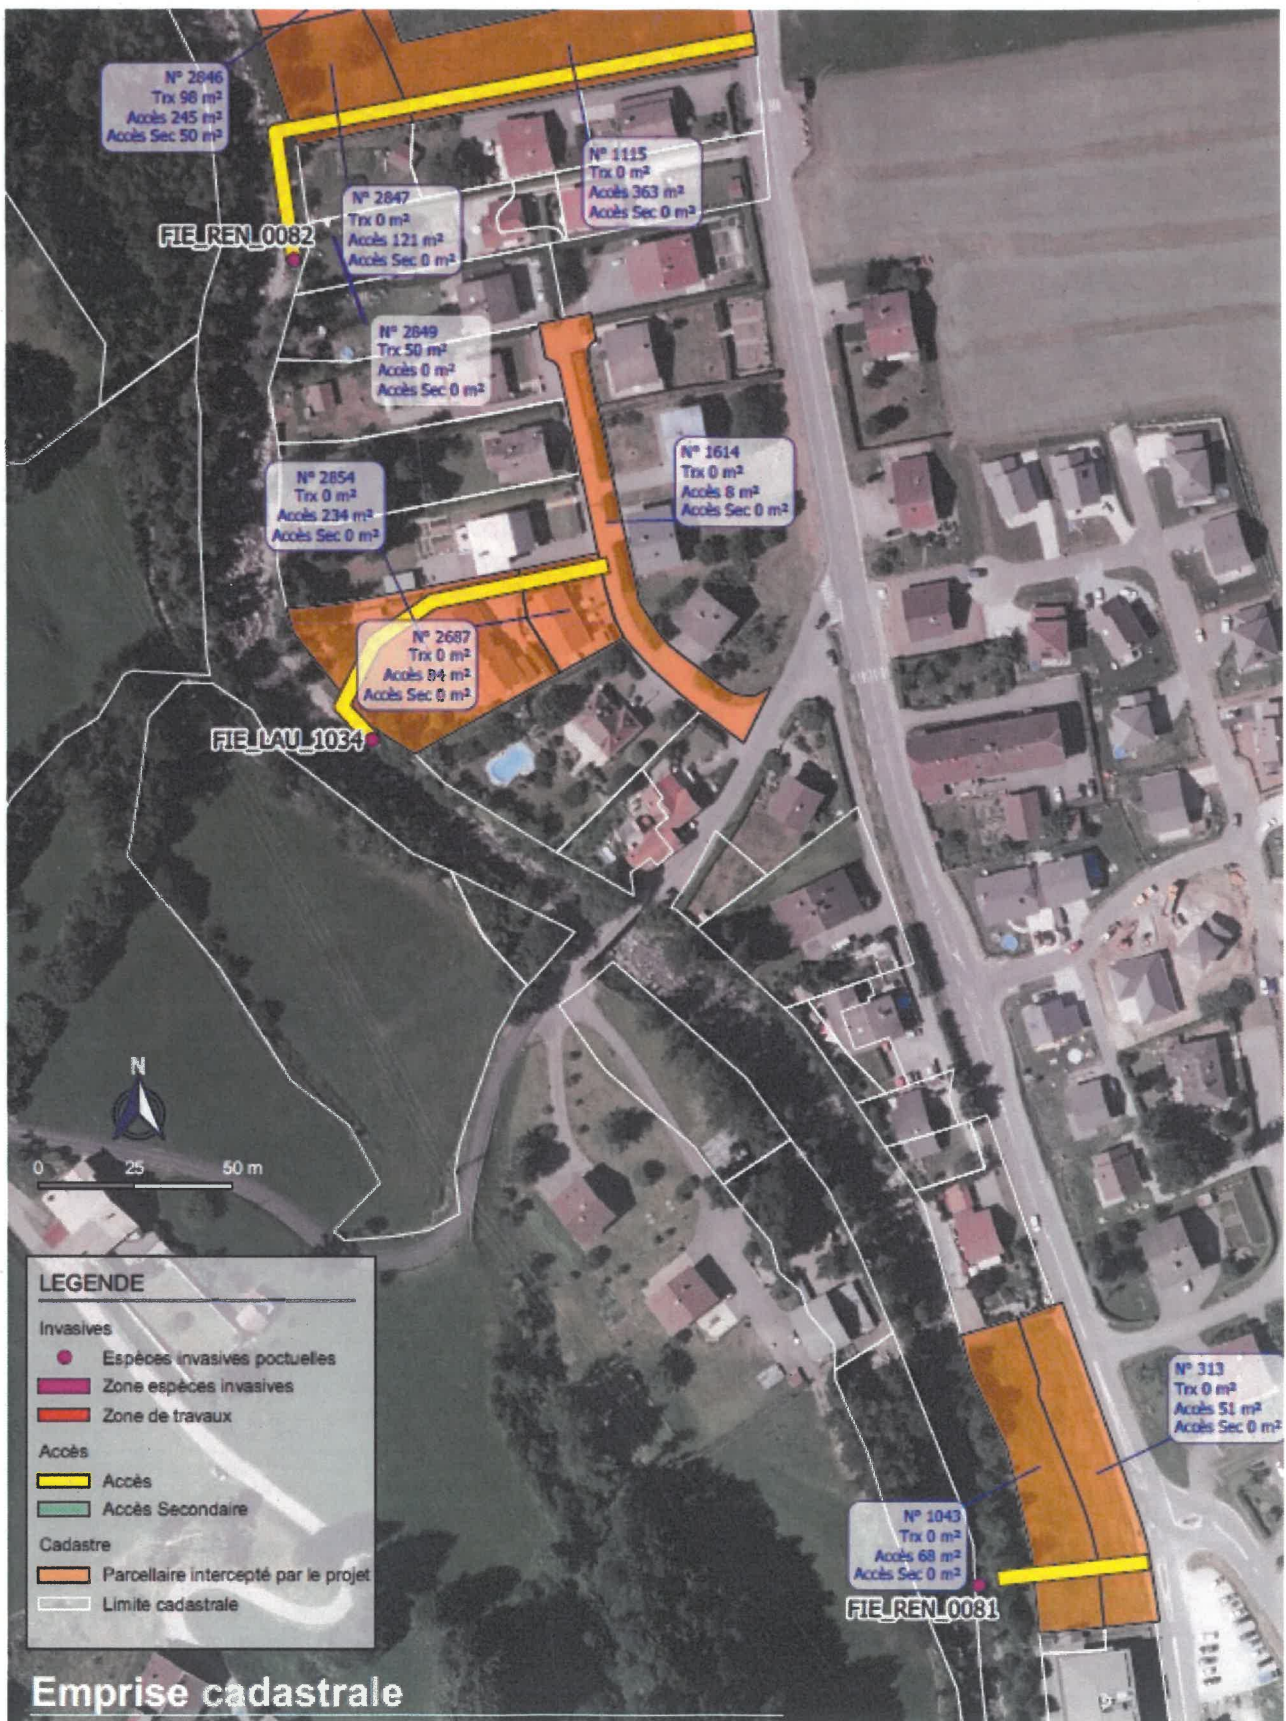 N° 2846
Trx 98 m²
Accès 245 m²
Accès Sec 50 m²
N° 1115
Trx 0 m²
Accès 363 m²
Accès Sec 0 m²
N° 2847
Trx 0 m²
Accès 121 m²
Accès Sec 0 m²
FIE_REN_0082
N° 2849
Trx 50 m²
Accès 0 m²
Accès Sec 0 m²
N° 1614
Trx 0 m²
Accès 8 m²
Accès Sec 0 m²
N° 2854
Trx 0 m²
Accès 234 m²
Accès Sec 0 m²
N° 2687
Trx 0 m²
Accès 84 m²
Accès Sec 0 m²
FIE_LAU_1034
N
0 25 50 m
LEGENDE
Invasives
Espèces invasives poctuelles
Zone espèces invasives
Zone de travaux
Accès
Accès
Accès Secondaire
Cadastre
Parcellaire intercepté par le projet
Limite cadastrale
N° 313
Trx 0 m²
Accès 51 m²
Accès Sec 0 m²
N° 1043
Trx 0 m²
Accès 68 m²
Accès Sec 0 m²
FIE_REN_0081
Emprise cadastrale